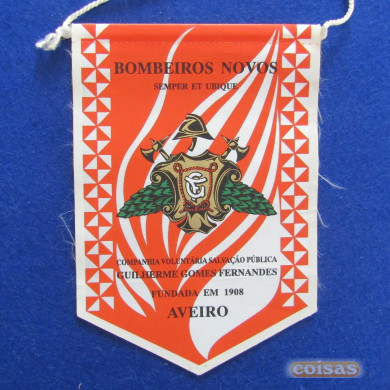 BOMBEIROS NOVOS
SEMPER ET UBIQUE
COMPANHIA VOLUNTÁRIA SALVAÇÃO PÚBLICA
GUILHERME GOMES FERNANDES
FUNDADA EM 1908
AVEIRO
coisas